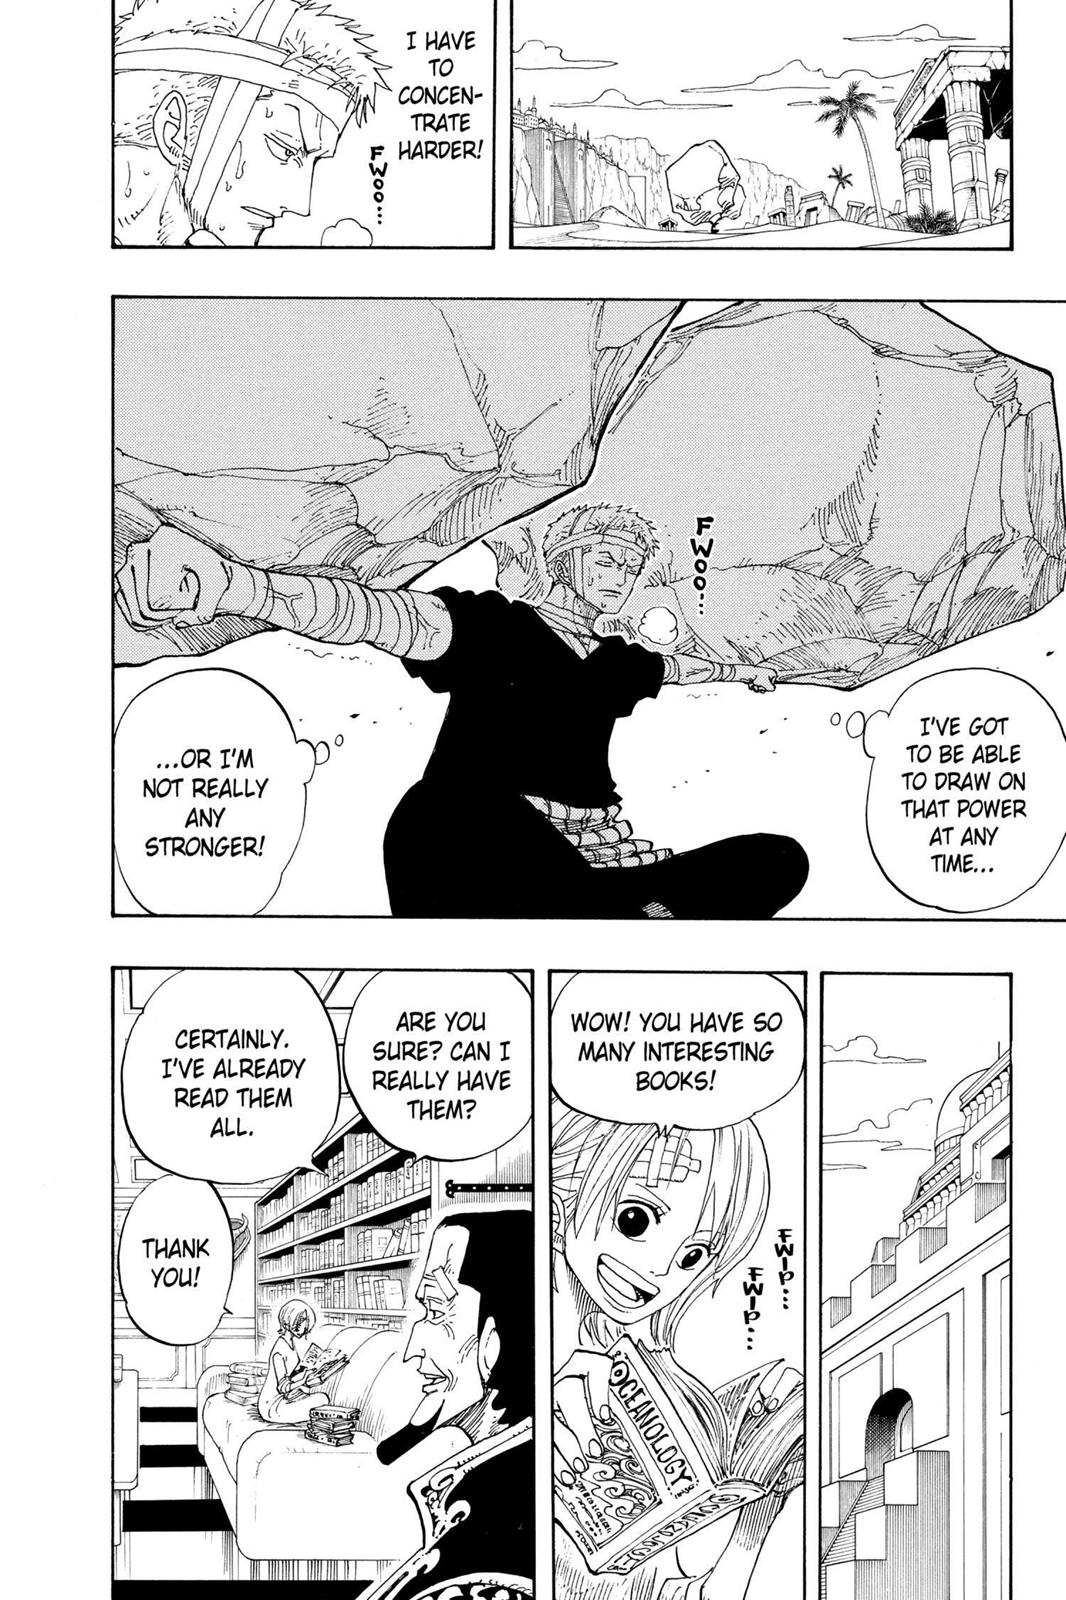 I HAVE
TO
CONCEN-
TRATE
HARDER!
FWOO...
FWOO...
I'VE GOT
TO BE ABLE
TO DRAW ON
THAT POWER
AT ANY
TIME...
...OR I'M
NOT REALLY
ANY
STRONGER!
WOW! YOU HAVE SO
MANY INTERESTING
BOOKS!
FWIP...
FWIP...
OCEANOLOGY
ARE YOU
SURE? CAN I
REALLY HAVE
THEM?
CERTAINLY.
I'VE ALREADY
READ THEM
ALL.
THANK
YOU!